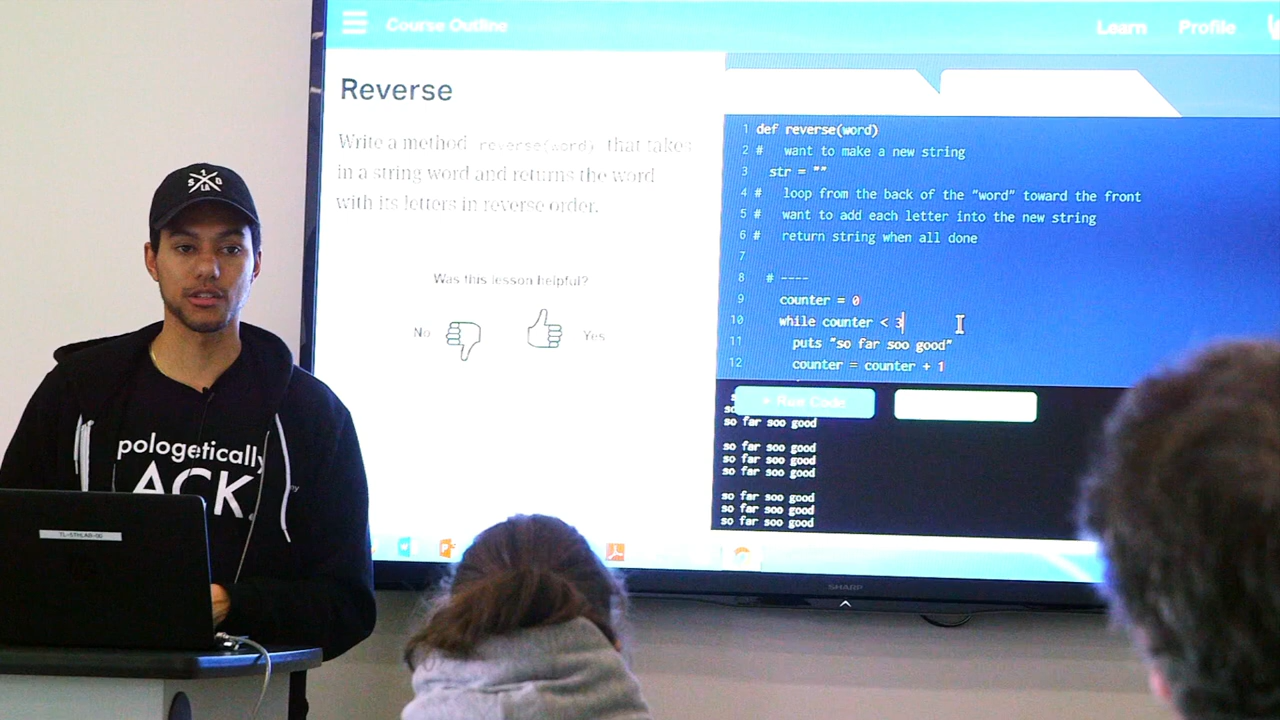 Course Outline
Learn Profile
Reverse
Write a method reverse(word) that takes
in a string word and returns the word
with its letters in reverse order.
Was this lesson helpful?
No Yes
1 def reverse(word)
2 # want to make a new string
3 str = ""
4 # loop from the back of the "word" toward the front
5 # want to add each letter into the new string
6 # return string when all done
7
8 # ----
9 counter = 0
10 while counter < 3
11 puts "so far soo good"
12 counter = counter + 1
Run Code
so far soo good
so far soo good
so far soo good
so far soo good
so far soo good
so far soo good
so far soo good
SHARP
pologetically
ACK.